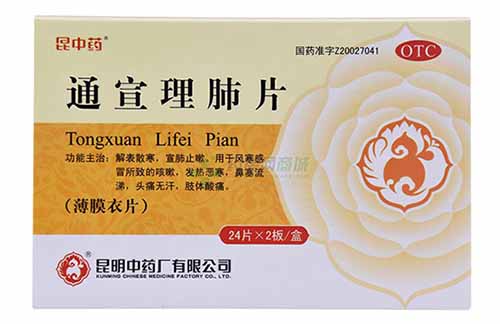 昆中药®
国药准字Z20027041
OTC
通宣理肺片
Tongxuan Lifei Pian
功能主治：解表散寒，宣肺止嗽。用于风寒感
冒所致的咳嗽，发热恶寒，鼻塞流
涕，头痛无汗，肢体酸痛。
（薄膜衣片）
24片×2板/盒
®
昆明中药厂有限公司
KUNMING CHINESE MEDICINE FACTORY CO., LTD.